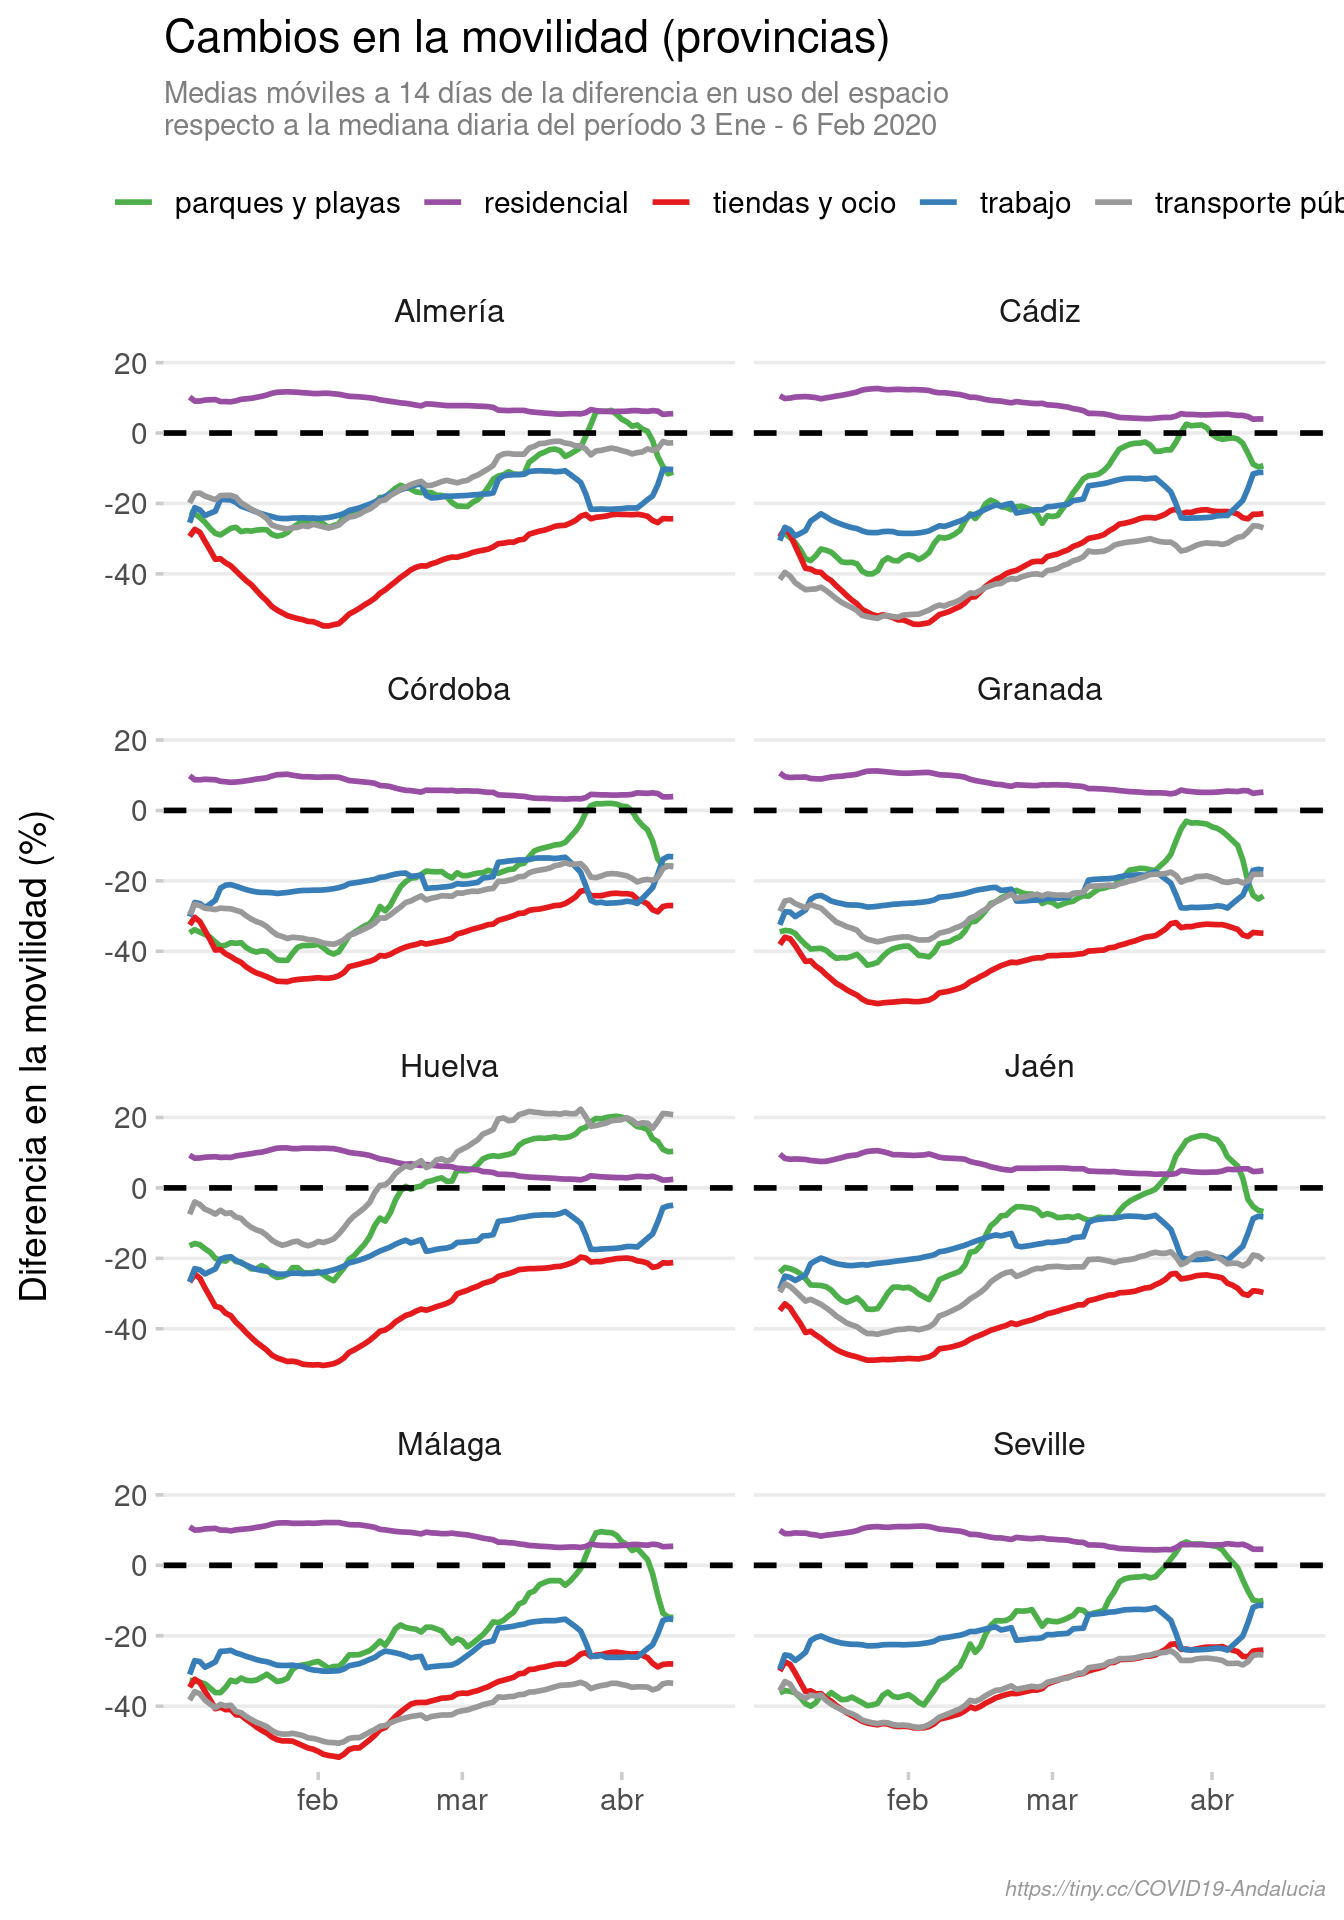 Cambios en la movilidad (provincias)
Medias móviles a 14 días de la diferencia en uso del espacio
respecto a la mediana diaria del período 3 Ene - 6 Feb 2020
parques y playas residencial tiendas y ocio trabajo transporte púb
Almería Cádiz
20
0
-20
-40
Córdoba Granada
20
0
-20
-40
Huelva Jaén
20
0
-20
-40
Málaga Seville
20
0
-20
-40
feb mar abr feb mar abr
Diferencia en la movilidad (%)
https://tiny.cc/COVID19-Andalucia